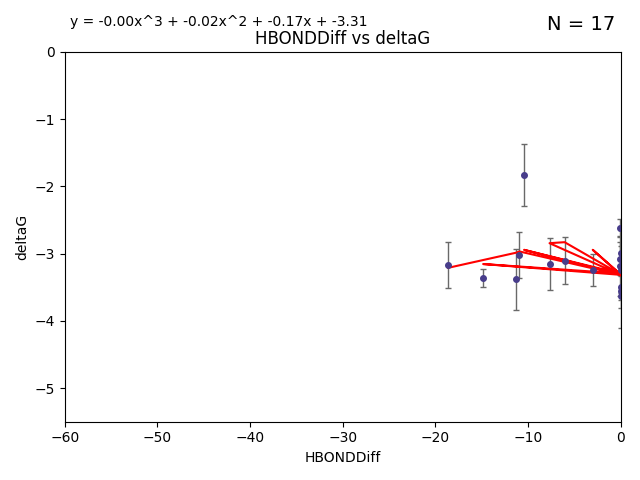 y = -0.00x^3 + -0.02x^2 + -0.17x + -3.31
N = 17
HBONDDiff vs deltaG
0
−1
−2
−3
−4
−5
deltaG
−60 −50 −40 −30 −20 −10 0
HBONDDiff